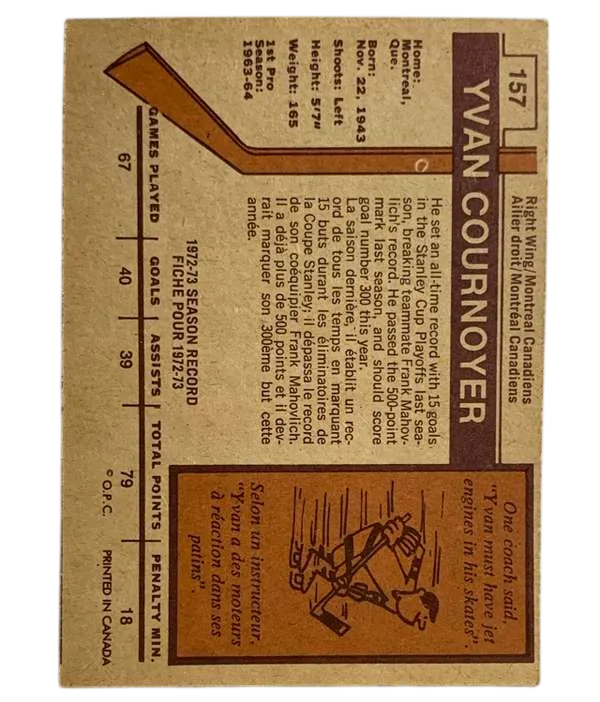 157
YVAN COURNOYER
Right Wing/Montreal Canadiens
Ailier droit/Montréal Canadiens
Home:
Montreal,
Que.
Born:
Nov. 22, 1943
Shoots: Left
Height: 5'7"
Weight: 165
1st Pro
Season:
1963-64
He set an all-time record with 15 goals
in the Stanley Cup Playoffs last sea-
son, breaking teammate Frank Mahov-
lich's record. He passed the 500-point
mark last season, and should score
goal number 300 this year.
La saison dernière, il établit un rec-
ord de tous les temps en marquant
15 buts durant les éliminatoires de
la Coupe Stanley; il dépassa le record
de son coéquipier Frank Mahovlich.
Il a déjà plus de 500 points et il dev-
rait marquer son 300ème but cette
année.
One coach said,
"Yvan must have jet
engines in his skates".
Selon un instructeur,
"Yvan a des moteurs
à réaction dans ses
patins".
1972-73 SEASON RECORD
FICHE POUR 1972-73
GAMES PLAYED GOALS ASSISTS TOTAL POINTS PENALTY MIN.
67 40 39 79 18
© O.P.C. PRINTED IN CANADA